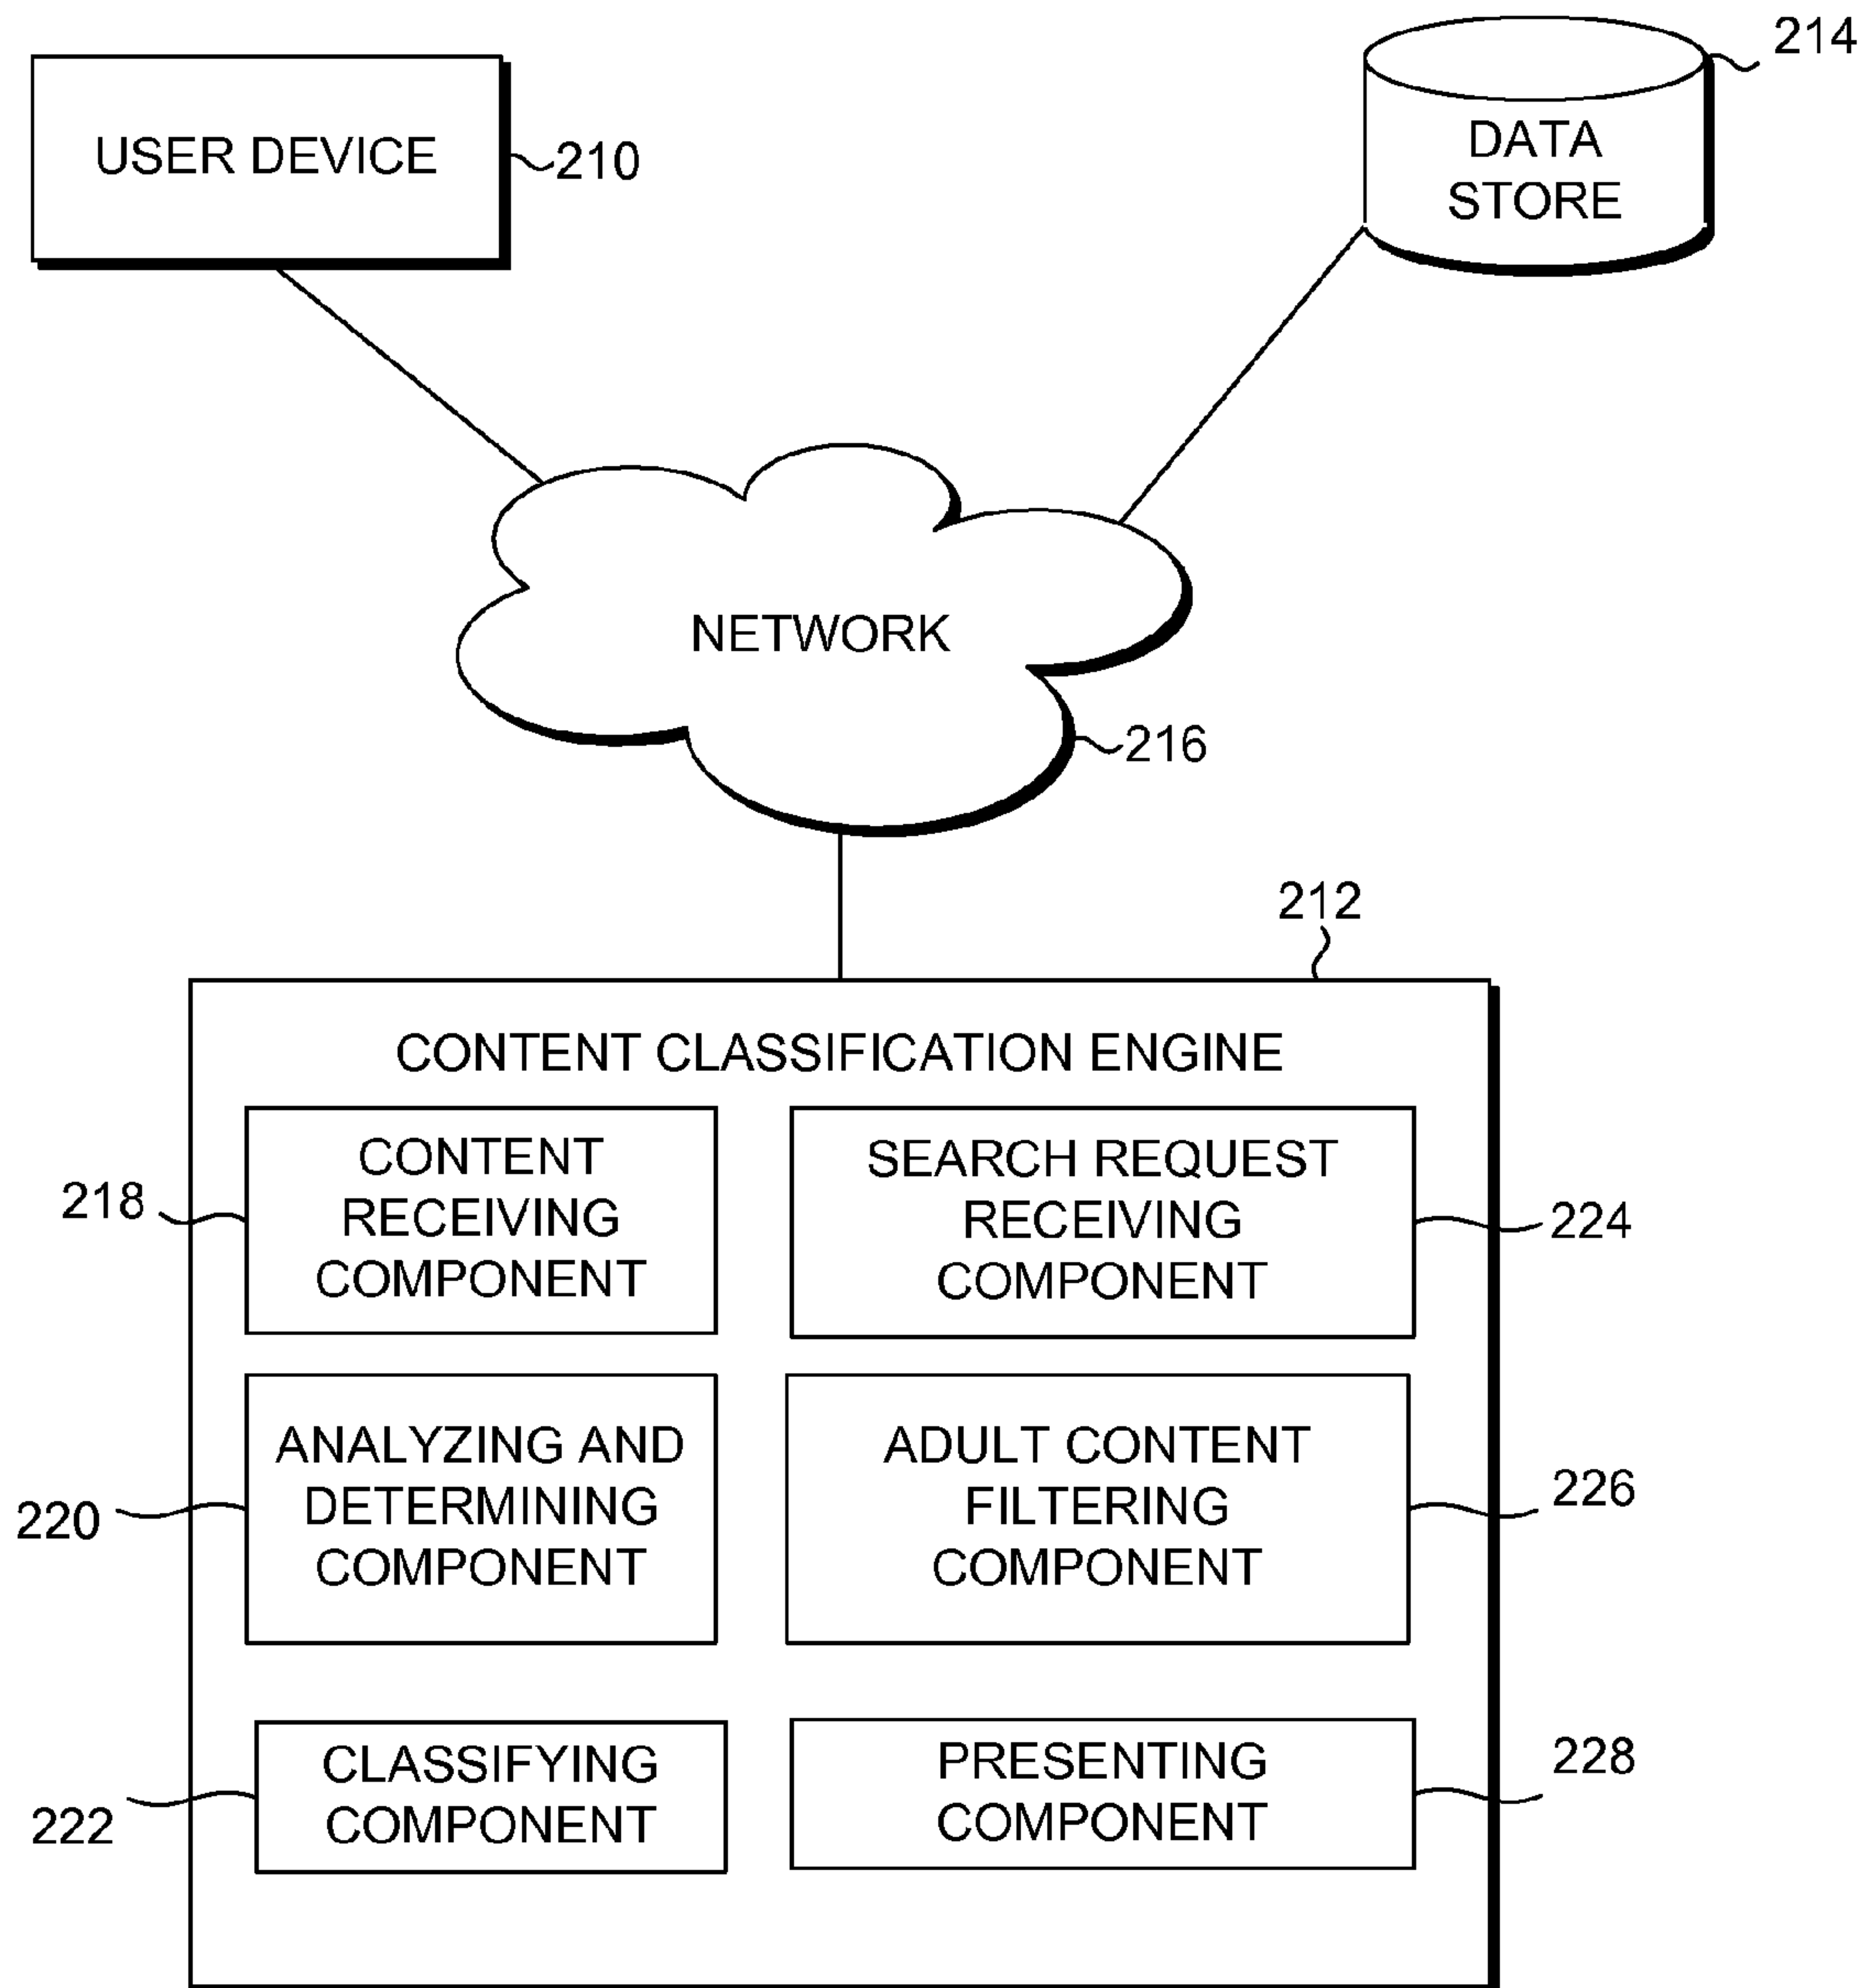 214
USER DEVICE
210
DATA
STORE
NETWORK
216
212
CONTENT CLASSIFICATION ENGINE
CONTENT
RECEIVING
COMPONENT
218
SEARCH REQUEST
RECEIVING
COMPONENT
224
ANALYZING AND
DETERMINING
COMPONENT
220
ADULT CONTENT
FILTERING
COMPONENT
226
CLASSIFYING
COMPONENT
222
PRESENTING
COMPONENT
228